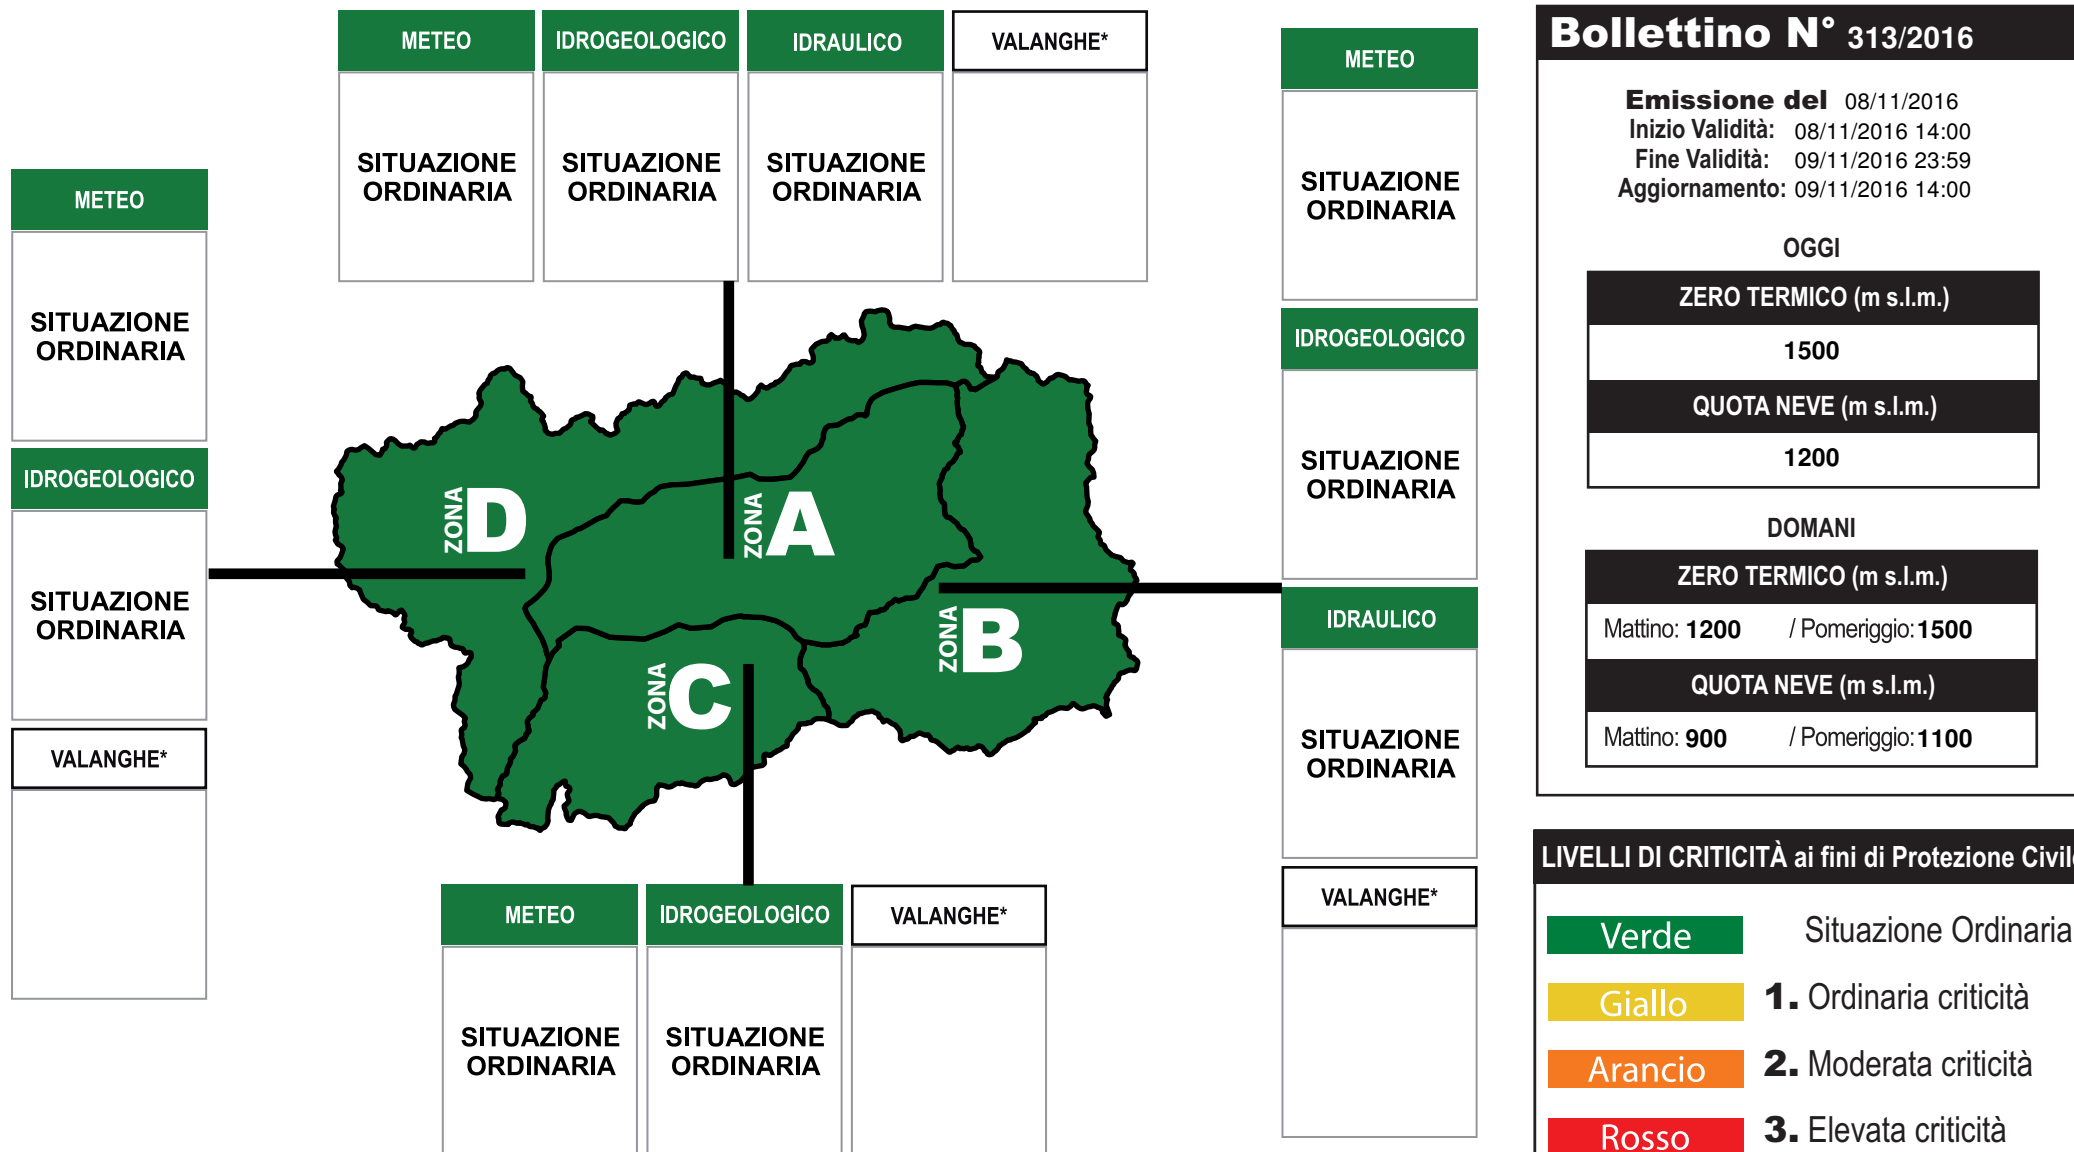 METEO
IDROGEOLOGICO
IDRAULICO
VALANGHE*
SITUAZIONE
ORDINARIA
SITUAZIONE
ORDINARIA
SITUAZIONE
ORDINARIA
METEO
SITUAZIONE
ORDINARIA
IDROGEOLOGICO
SITUAZIONE
ORDINARIA
VALANGHE*
ZONA D
ZONA A
ZONA B
ZONA C
METEO
SITUAZIONE
ORDINARIA
IDROGEOLOGICO
SITUAZIONE
ORDINARIA
IDRAULICO
SITUAZIONE
ORDINARIA
VALANGHE*
METEO
IDROGEOLOGICO
VALANGHE*
SITUAZIONE
ORDINARIA
SITUAZIONE
ORDINARIA
Bollettino N° 313/2016
Emissione del 08/11/2016
Inizio Validità: 08/11/2016 14:00
Fine Validità: 09/11/2016 23:59
Aggiornamento: 09/11/2016 14:00
OGGI
ZERO TERMICO (m s.l.m.)
1500
QUOTA NEVE (m s.l.m.)
1200
DOMANI
ZERO TERMICO (m s.l.m.)
Mattino: 1200 / Pomeriggio: 1500
QUOTA NEVE (m s.l.m.)
Mattino: 900 / Pomeriggio: 1100
LIVELLI DI CRITICITÀ ai fini di Protezione Civile
Verde Situazione Ordinaria
Giallo 1. Ordinaria criticità
Arancio 2. Moderata criticità
Rosso 3. Elevata criticità